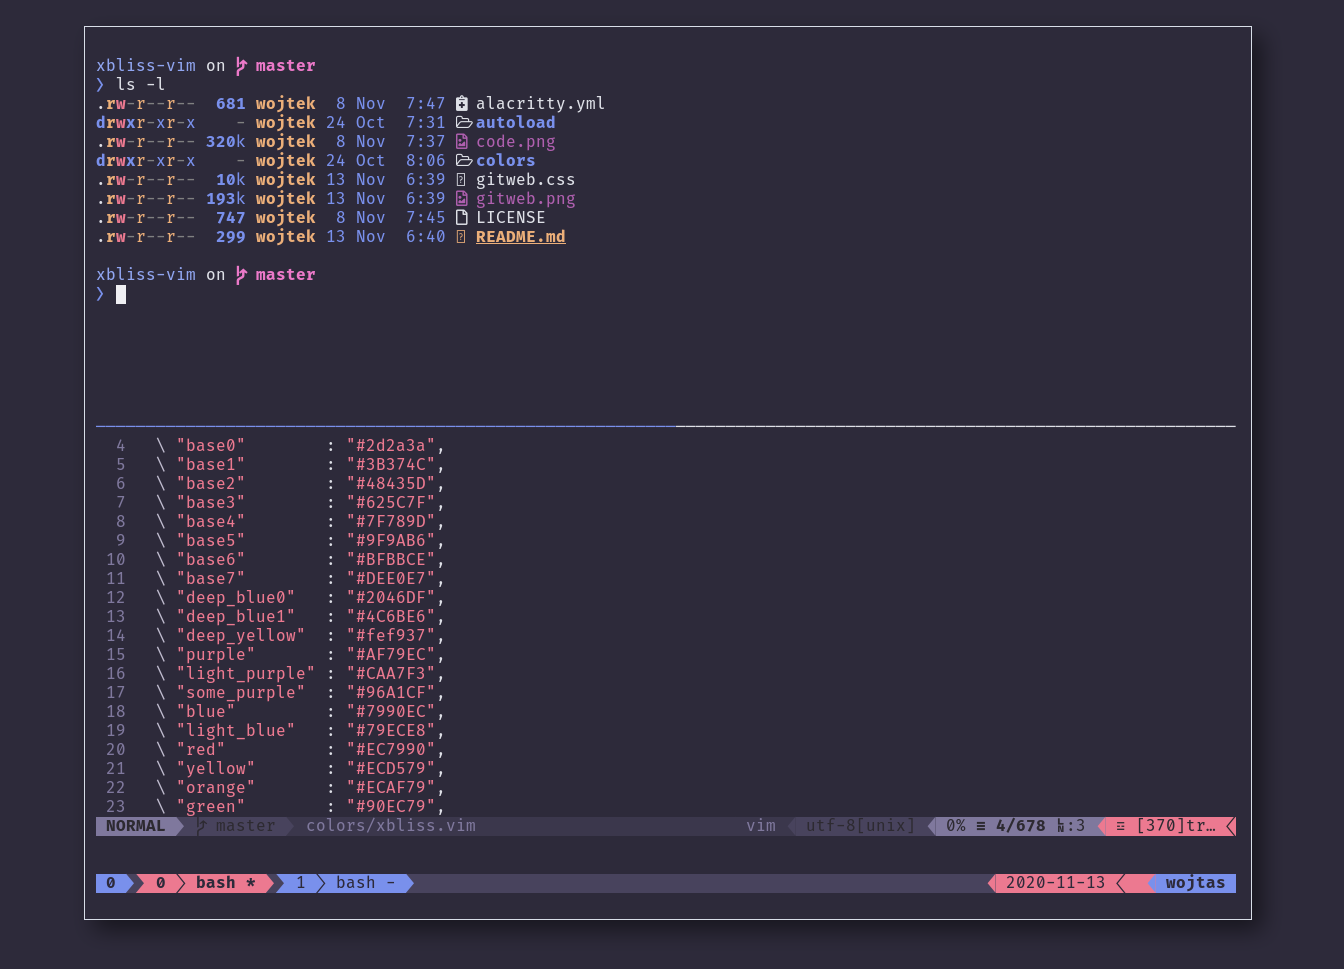 xbliss-vim on master
❯ ls -l
.rw-r--r--  681 wojtek  8 Nov  7:47 alacritty.yml
drwxr-xr-x    - wojtek 24 Oct  7:31 autoload
.rw-r--r-- 320k wojtek  8 Nov  7:37 code.png
drwxr-xr-x    - wojtek 24 Oct  8:06 colors
.rw-r--r--  10k wojtek 13 Nov  6:39 gitweb.css
.rw-r--r-- 193k wojtek 13 Nov  6:39 gitweb.png
.rw-r--r--  747 wojtek  8 Nov  7:45 LICENSE
.rw-r--r--  299 wojtek 13 Nov  6:40 README.md
xbliss-vim on master
❯
4   \ "base0"        : "#2d2a3a",
5   \ "base1"        : "#3B374C",
6   \ "base2"        : "#48435D",
7   \ "base3"        : "#625C7F",
8   \ "base4"        : "#7F789D",
9   \ "base5"        : "#9F9AB6",
10   \ "base6"        : "#BFBBCE",
11   \ "base7"        : "#DEE0E7",
12   \ "deep_blue0"   : "#2046DF",
13   \ "deep_blue1"   : "#4C6BE6",
14   \ "deep_yellow"  : "#fef937",
15   \ "purple"       : "#AF79EC",
16   \ "light_purple" : "#CAA7F3",
17   \ "some_purple"  : "#96A1CF",
18   \ "blue"         : "#7990EC",
19   \ "light_blue"   : "#79ECE8",
20   \ "red"          : "#EC7990",
21   \ "yellow"       : "#ECD579",
22   \ "orange"       : "#ECAF79",
23   \ "green"        : "#90EC79",
NORMAL master colors/xbliss.vim vim utf-8[unix] 0% ≡ 4/678 ㏑:3 ☲ [370]tr…
0 0 bash * 1 bash - 2020-11-13 wojtas